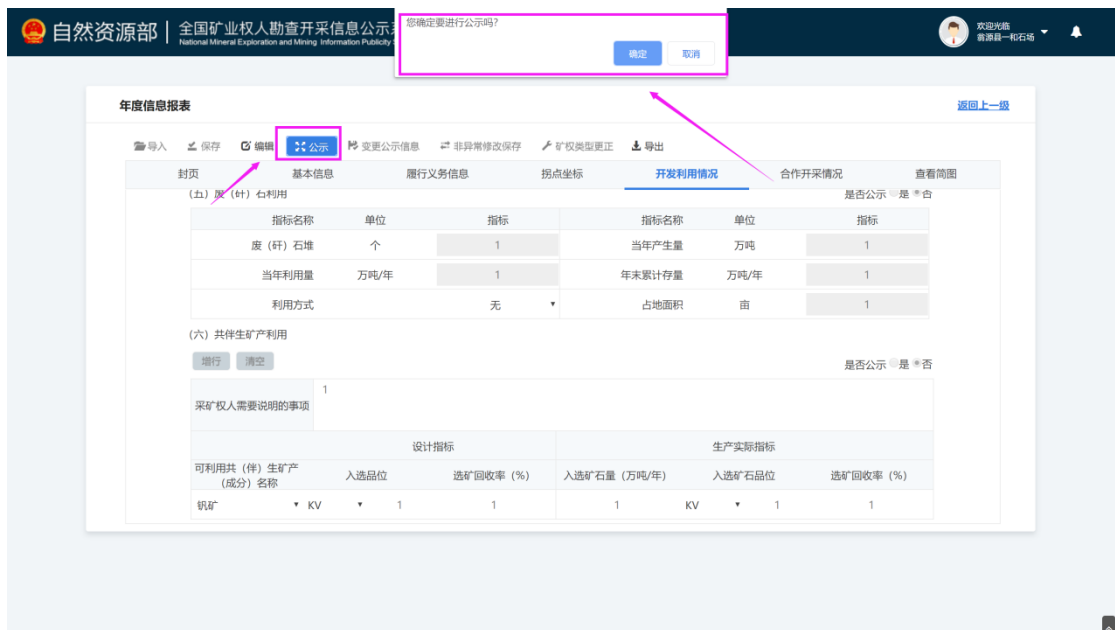 自然资源部 全国矿业权人勘查开采信息公示
National Mineral Exploration and Mining Information Publicity
您确定要进行公示吗?
确定 取消
欢迎光临
翁源县一和石场
年度信息报表 返回上一级
导入 保存 编辑 公示 变更公示信息 非异常修改保存 矿权类型更正 导出
封页 基本信息 履行义务信息 拐点坐标 开发利用情况 合作开采情况 查看简图
(五)废(矸)石利用 是否公示 是 否
指标名称 单位 指标 指标名称 单位 指标
废(矸)石堆 个 1 当年产生量 万吨 1
当年利用量 万吨/年 1 年末累计存量 万吨/年 1
利用方式 无 占地面积 亩 1
(六)共伴生矿产利用
增行 清空 是否公示 是 否
采矿权人需要说明的事项 1
设计指标 生产实际指标
可利用共(伴)生矿产
(成分)名称 入选品位 选矿回收率(%) 入选矿石量(万吨/年) 入选矿石品位 选矿回收率(%)
钒矿 KV 1 1 1 KV 1 1